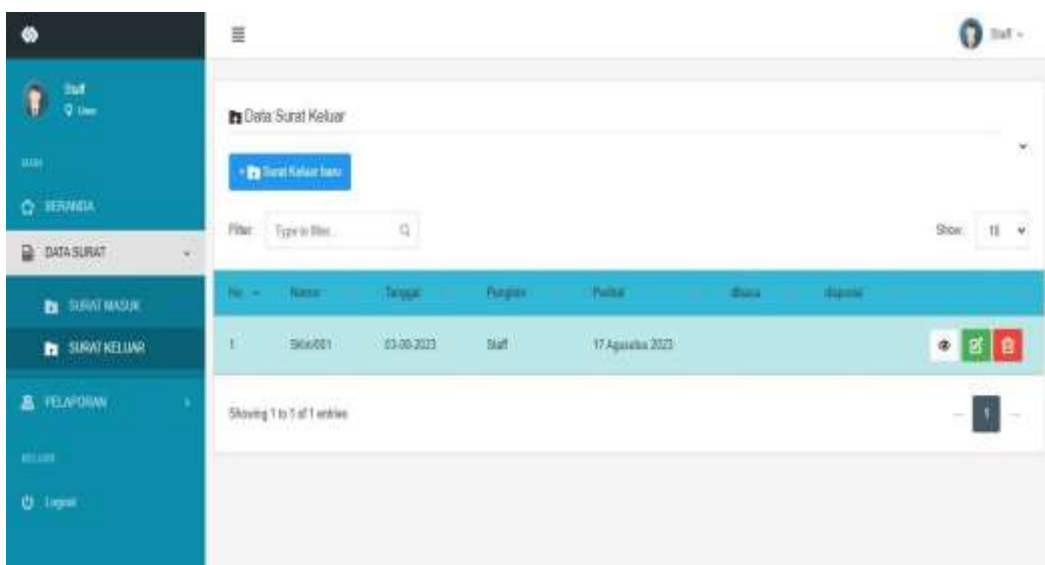 Staff
Staff
User
Data Surat Keluar
+ Surat Keluar baru
BERANDA
Filter: Type to filter...
Show: 10
DATA SURAT
No Nomor Tanggal Pengirim Perihal dibaca disposisi
SURAT MASUK
SURAT KELUAR
1 03-08-2023 Staff 17 Agustus 2023
PELAPORAN
Showing 1 to 1 of 1 entries
1
KELUAR
Logout